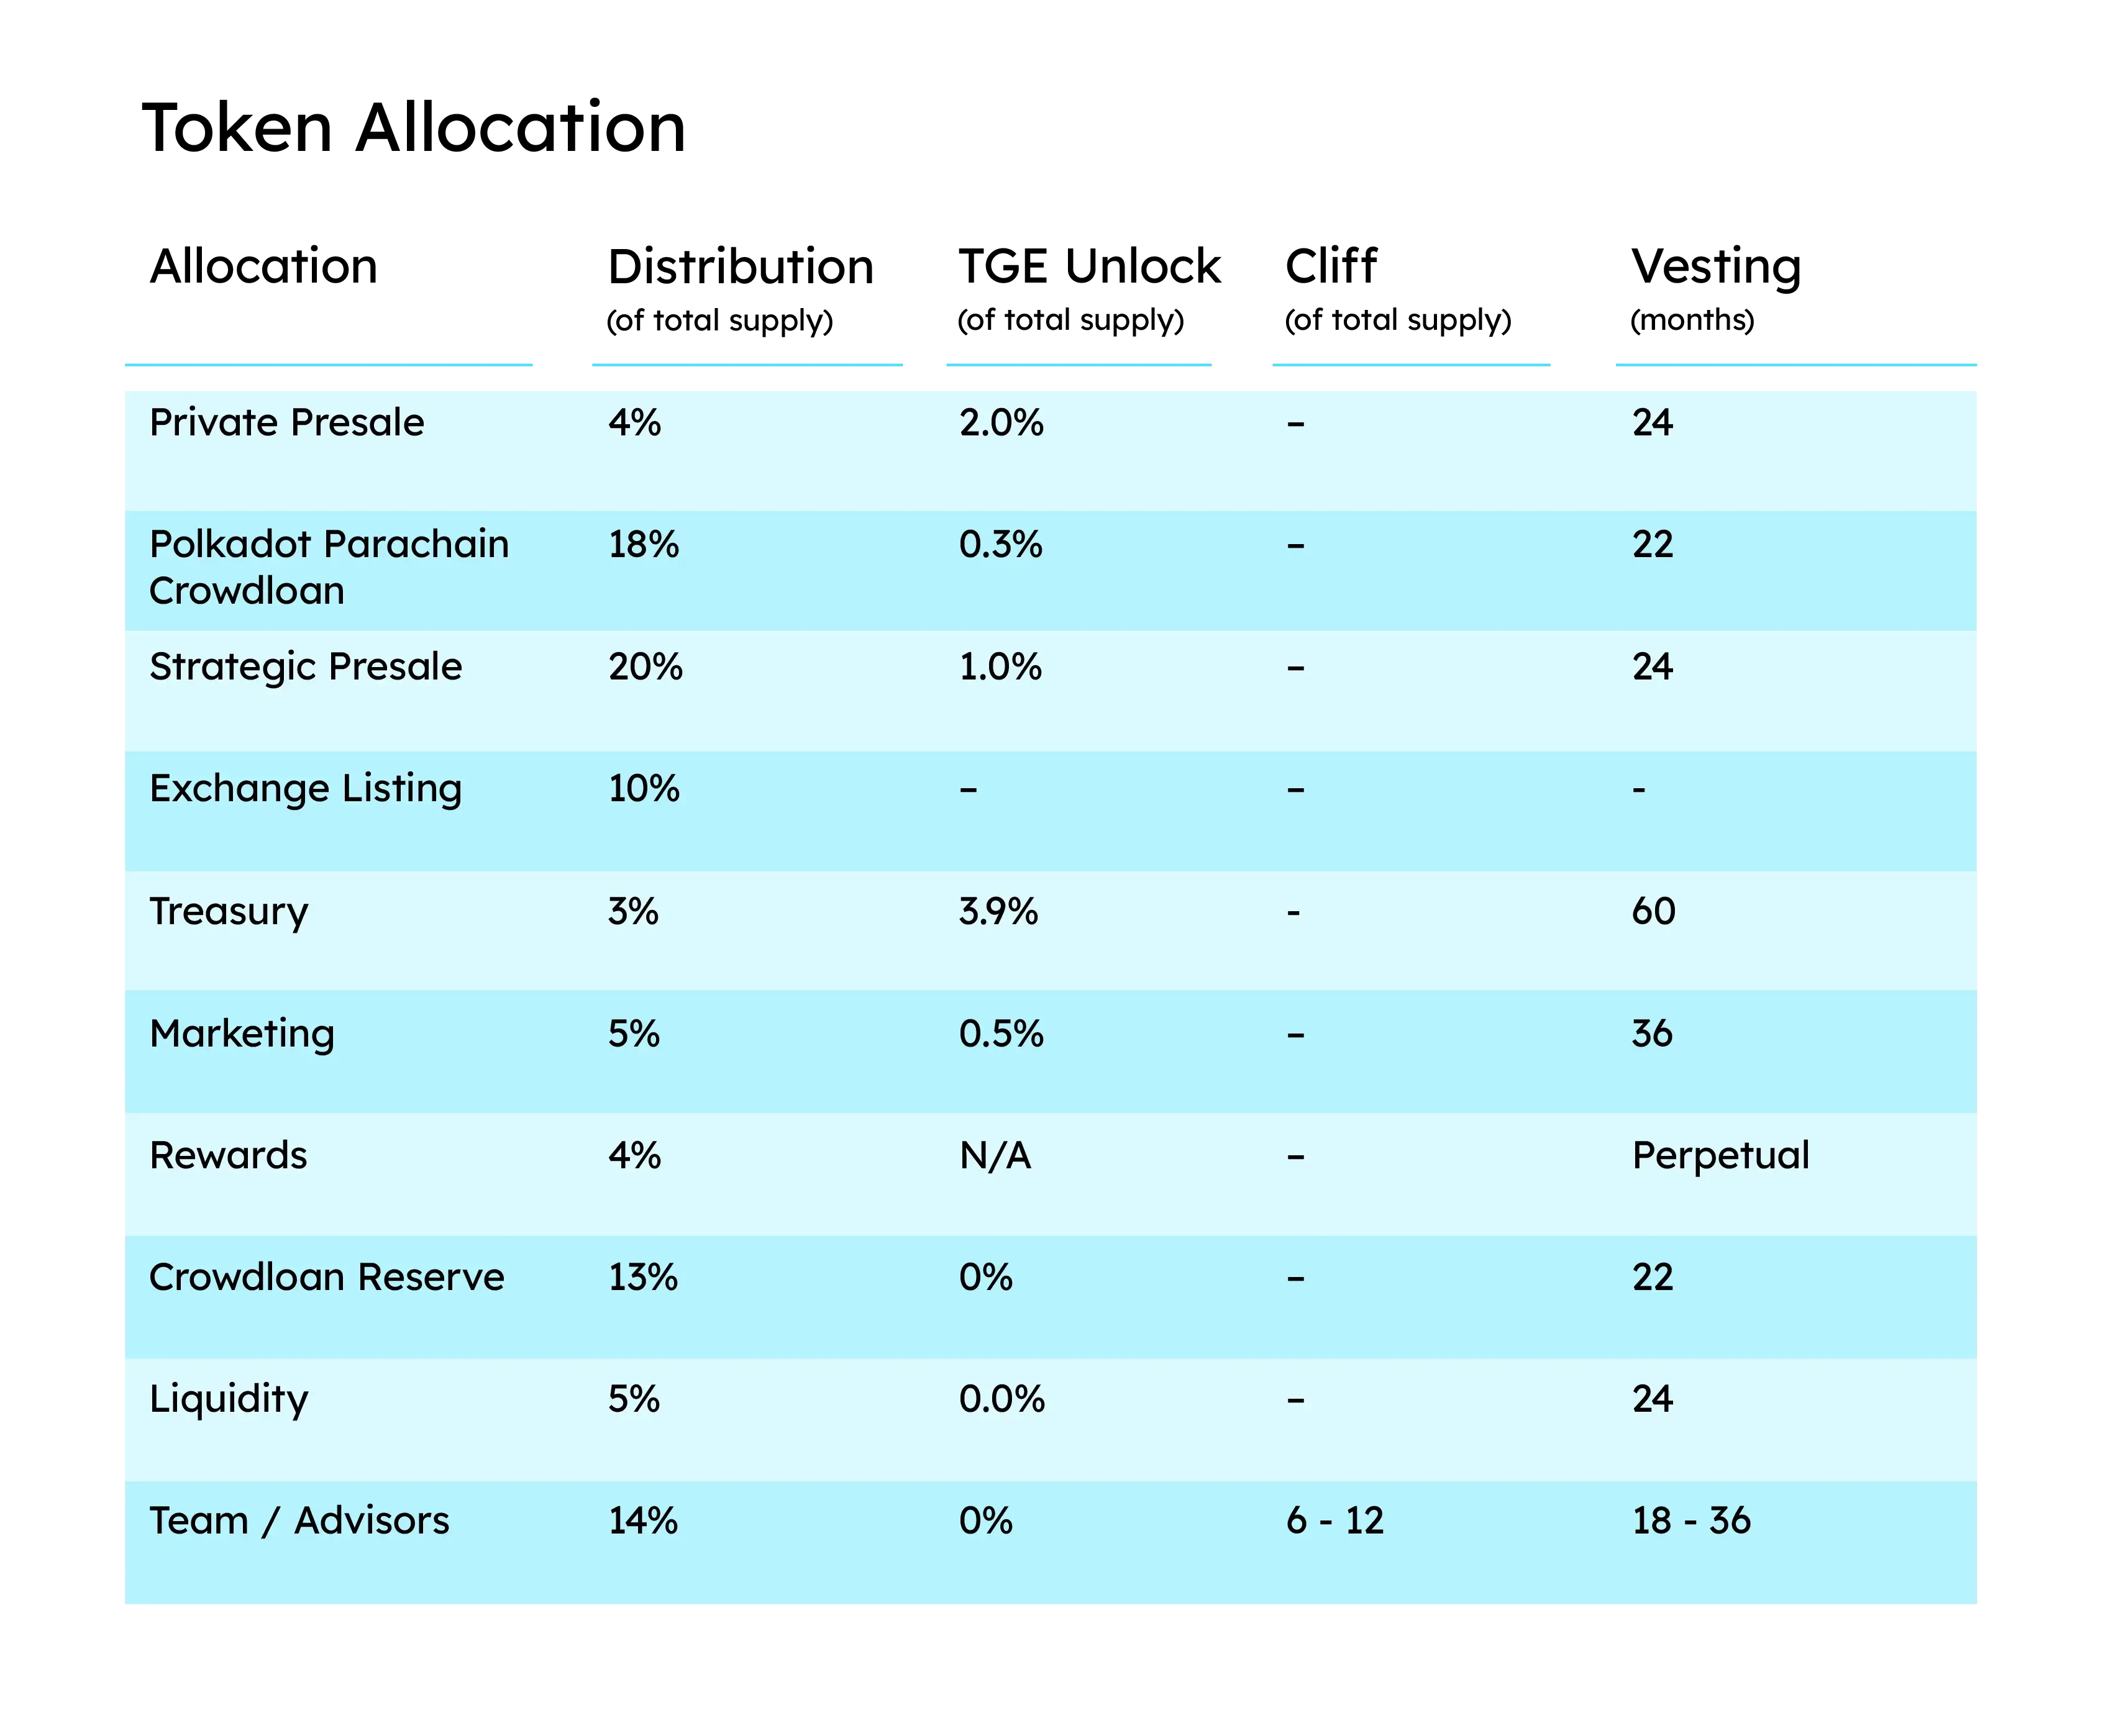 Token Allocation
Allocation Distribution TGE Unlock Cliff Vesting
(of total supply) (of total supply) (of total supply) (months)
Private Presale 4% 2.0% – 24
Polkadot Parachain 18% 0.3% – 22
Crowdloan
Strategic Presale 20% 1.0% – 24
Exchange Listing 10% – – -
Treasury 3% 3.9% - 60
Marketing 5% 0.5% – 36
Rewards 4% N/A – Perpetual
Crowdloan Reserve 13% 0% – 22
Liquidity 5% 0.0% – 24
Team / Advisors 14% 0% 6 - 12 18 - 36